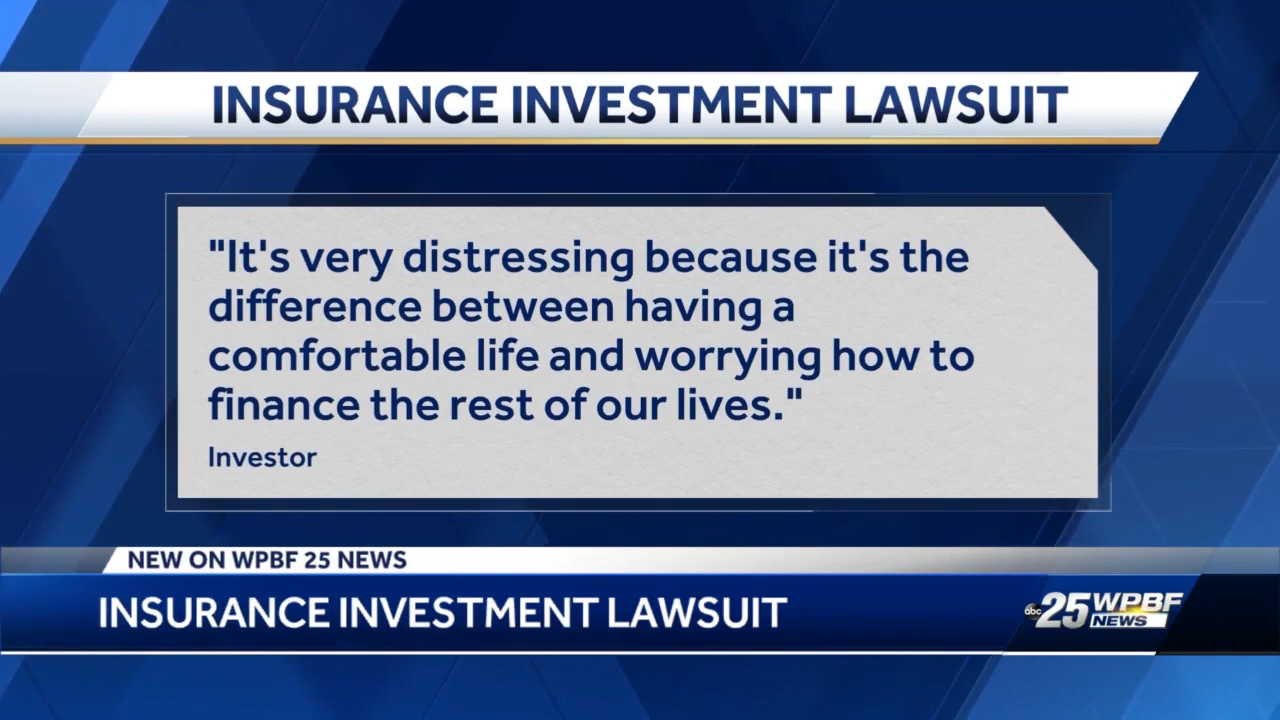 INSURANCE INVESTMENT LAWSUIT
"It's very distressing because it's the
difference between having a
comfortable life and worrying how to
finance the rest of our lives."
Investor
NEW ON WPBF 25 NEWS
INSURANCE INVESTMENT LAWSUIT
abc 25 WPBF
NEWS